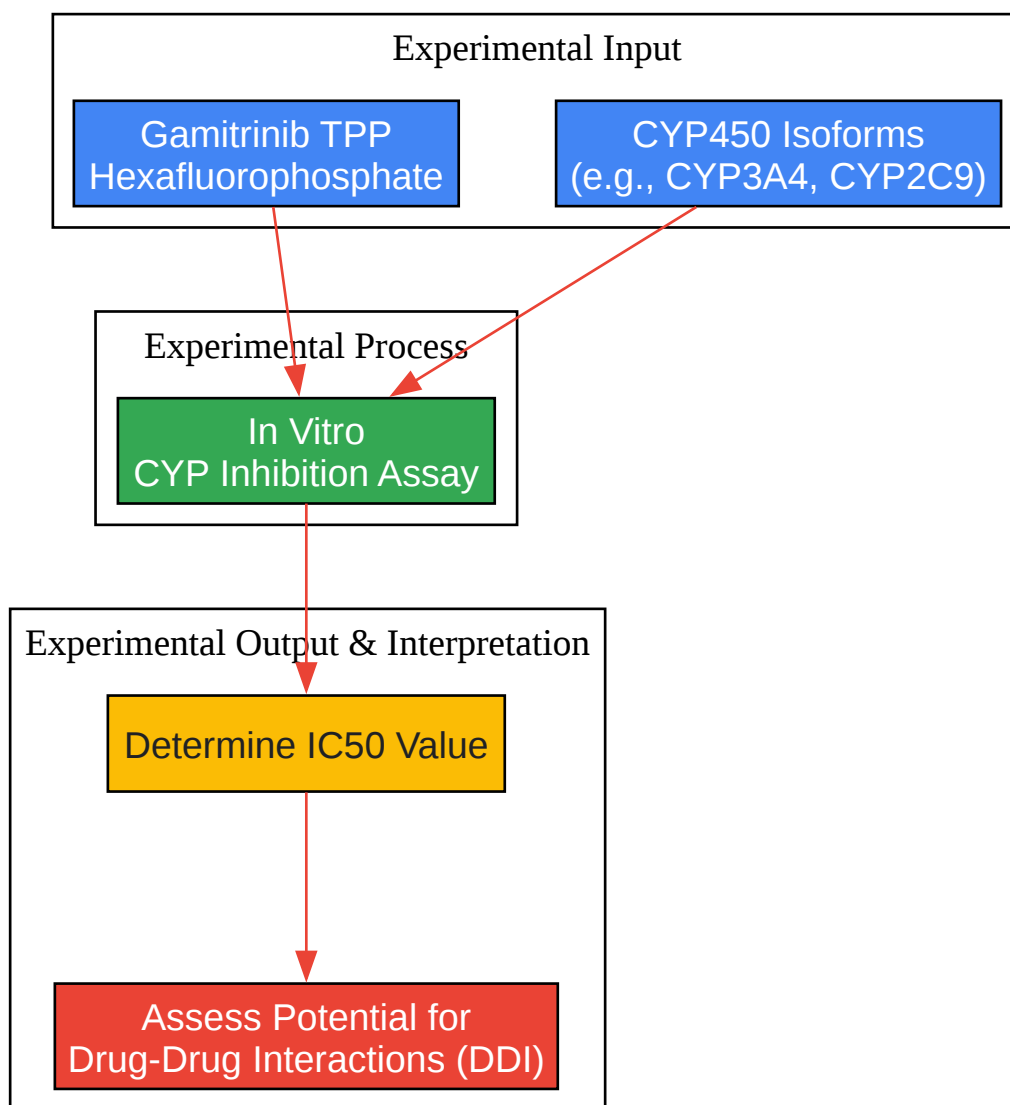 Experimental Input
Gamitrinib TPP
Hexafluorophosphate
CYP450 Isoforms
(e.g., CYP3A4, CYP2C9)
Experimental Process
In Vitro
CYP Inhibition Assay
Experimental Output & Interpretation
Determine IC50 Value
Assess Potential for
Drug-Drug Interactions (DDI)